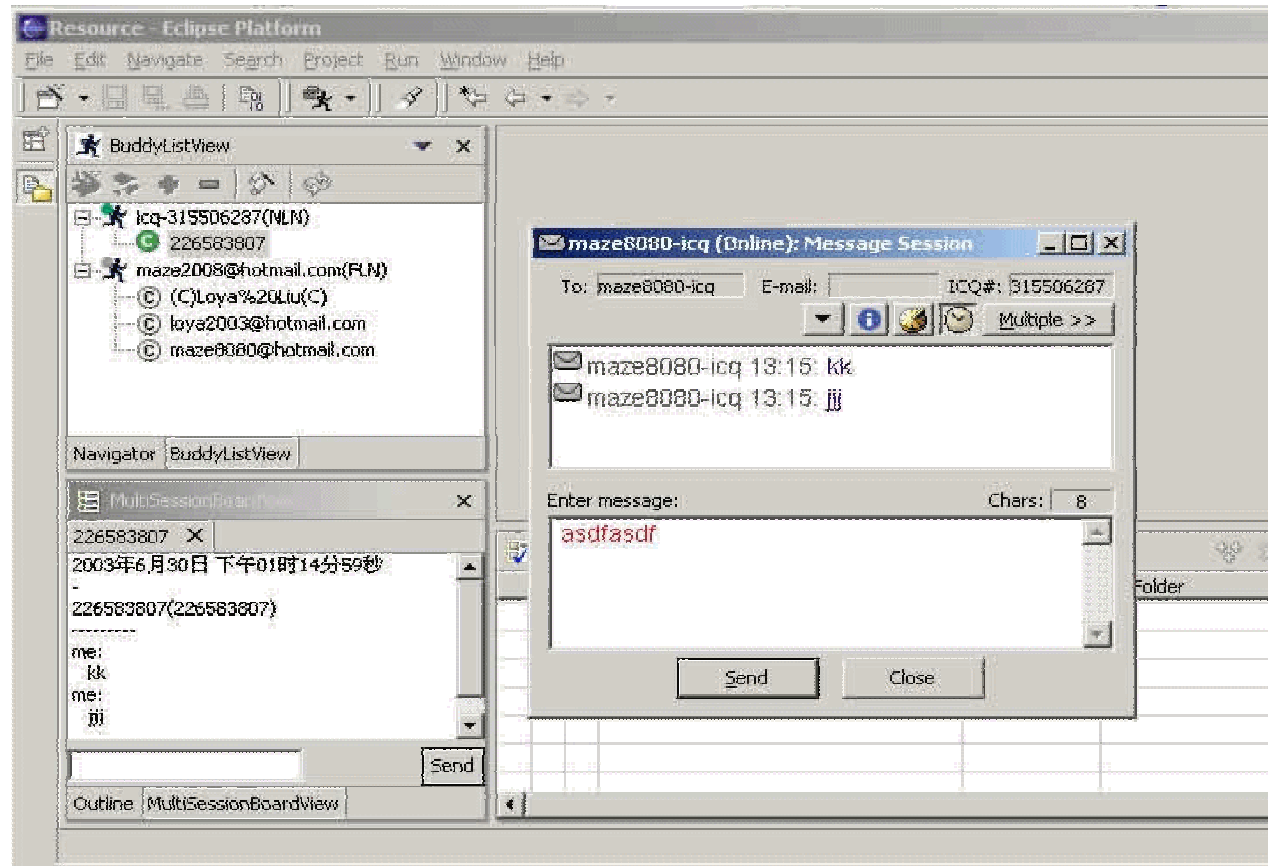 Resource - Eclipse Platform
File Edit Navigate Search Project Run Window Help
BuddyListView
icq-315506287(NLN)
226583807
maze2008@hotmail.com(FLN)
(C)Loya%20Liu(C)
loya2003@hotmail.com
maze8080@hotmail.com
Navigator BuddyListView
MultiSessionBoardView
226583807
2003年6月30日 下午01时14分59秒
-
226583807(226583807)
---------
me:
kk
me:
jjj
Send
Outline MultiSessionBoardView
maze8080-icq (Online): Message Session
To: maze8080-icq E-mail: ICQ#: 315506287
Multiple >>
maze8080-icq 13:15: kk
maze8080-icq 13:15: jjj
Enter message: Chars: 8
asdfasdf
Send Close
Folder